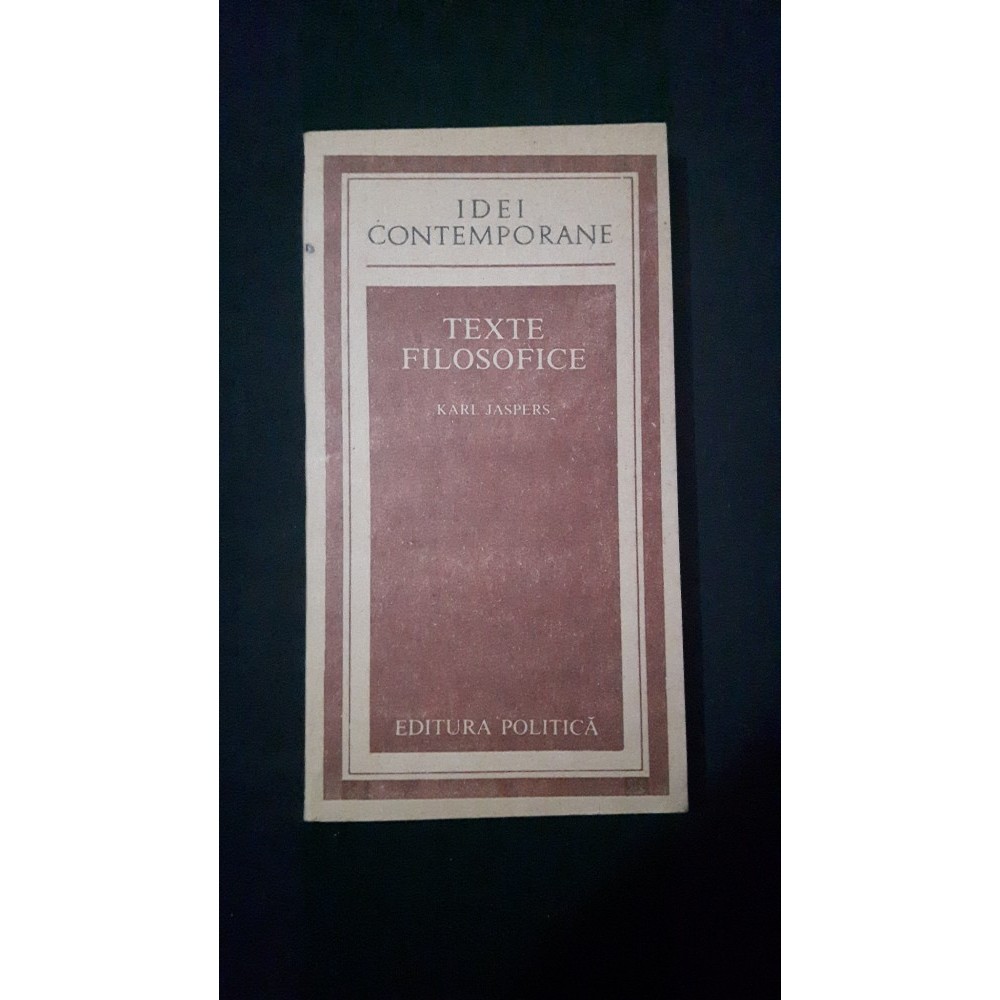 IDEI
CONTEMPORANE
TEXTE
FILOSOFICE
KARL JASPERS
EDITURA POLITICĂ